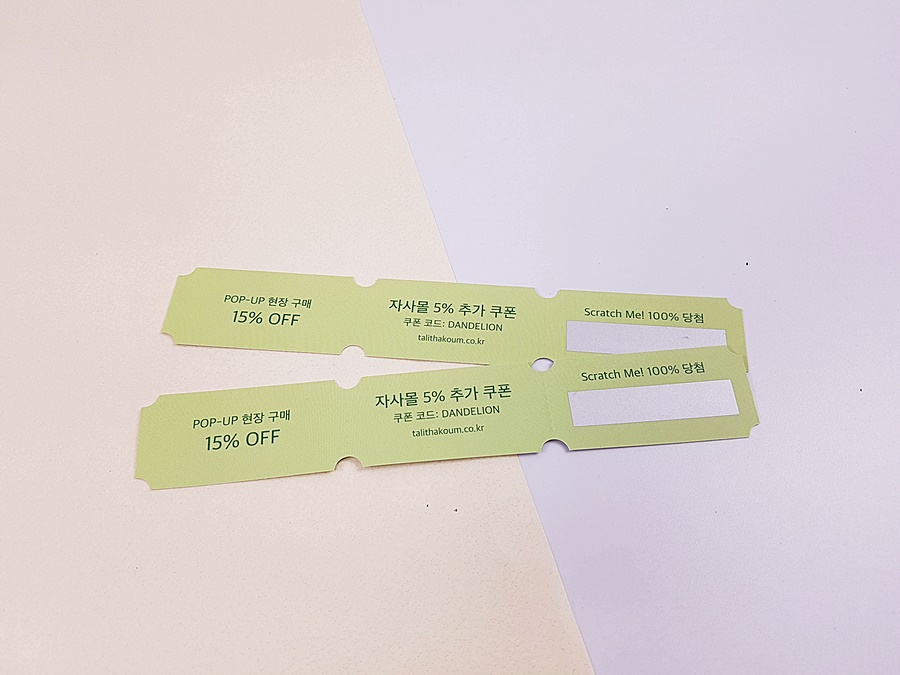 POP-UP 현장 구매
15% OFF
자사몰 5% 추가 쿠폰
쿠폰 코드: DANDELION
talithakoum.co.kr
Scratch Me! 100% 당첨
POP-UP 현장 구매
15% OFF
자사몰 5% 추가 쿠폰
쿠폰 코드: DANDELION
talithakoum.co.kr
Scratch Me! 100% 당첨